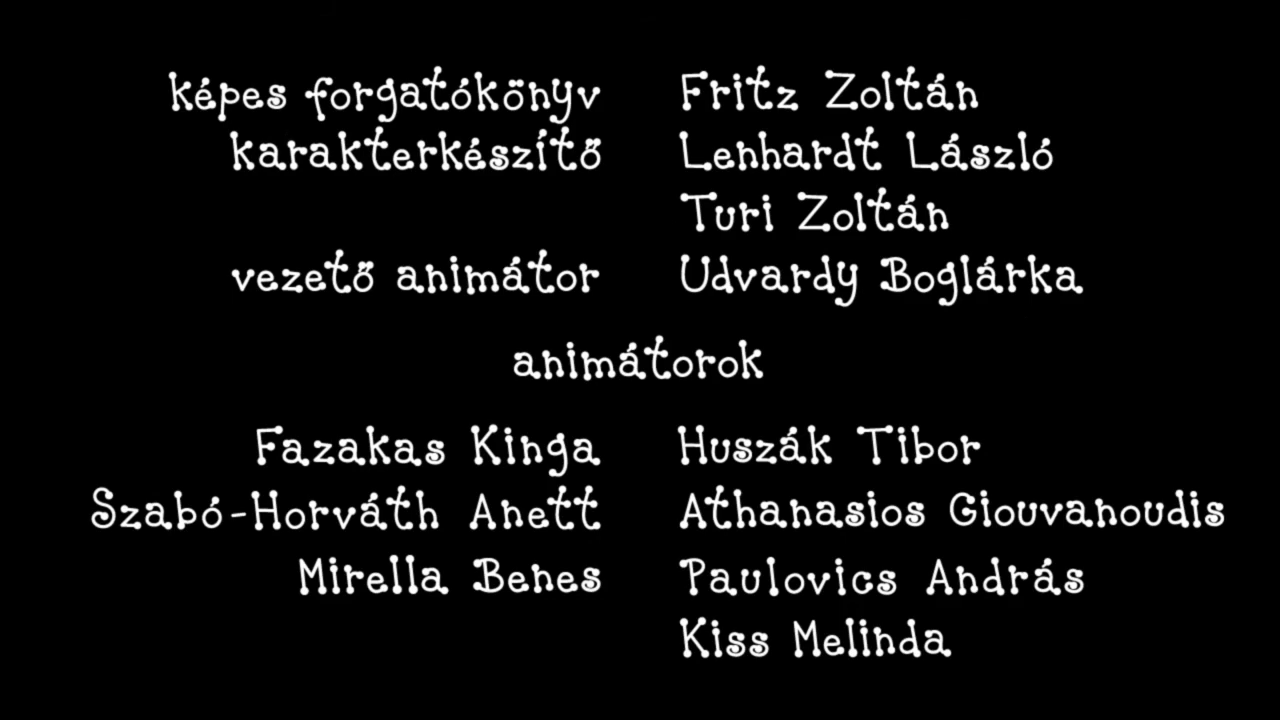 képes forgatókönyv Fritz Zoltán
karakterkészítő Lenhardt László
Turi Zoltán
vezető animátor Udvardy Boglárka
animátorok
Fazakas Kinga Huszák Tibor
Szabó-Horváth Anett Athanasios Giouvanoudis
Mirella Benes Paulovics András
Kiss Melinda